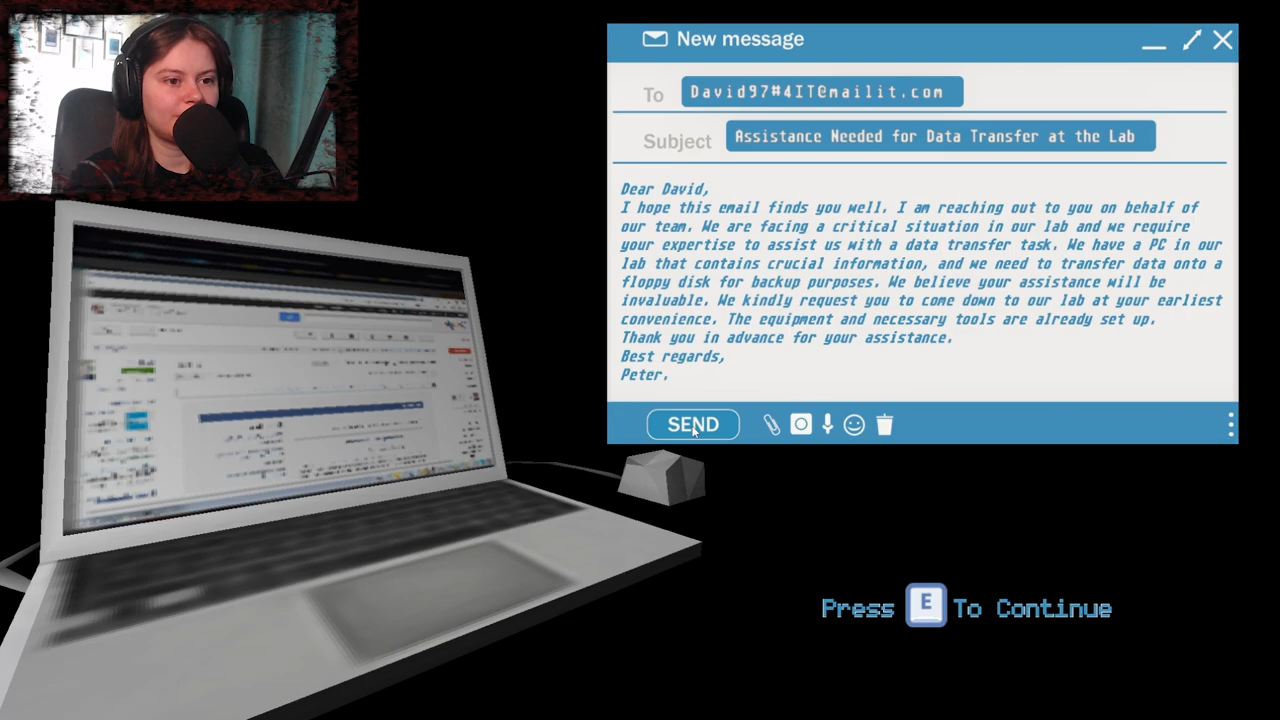 New message
To David97#4IT@mailit.com
Subject Assistance Needed for Data Transfer at the Lab
Dear David,
I hope this email finds you well. I am reaching out to you on behalf of
our team. We are facing a critical situation in our lab and we require
your expertise to assist us with a data transfer task. We have a PC in our
lab that contains crucial information, and we need to transfer data onto a
floppy disk for backup purposes. We believe your assistance will be
invaluable. We kindly request you to come down to our lab at your earliest
convenience. The equipment and necessary tools are already set up.
Thank you in advance for your assistance.
Best regards,
Peter.
SEND
Press E To Continue